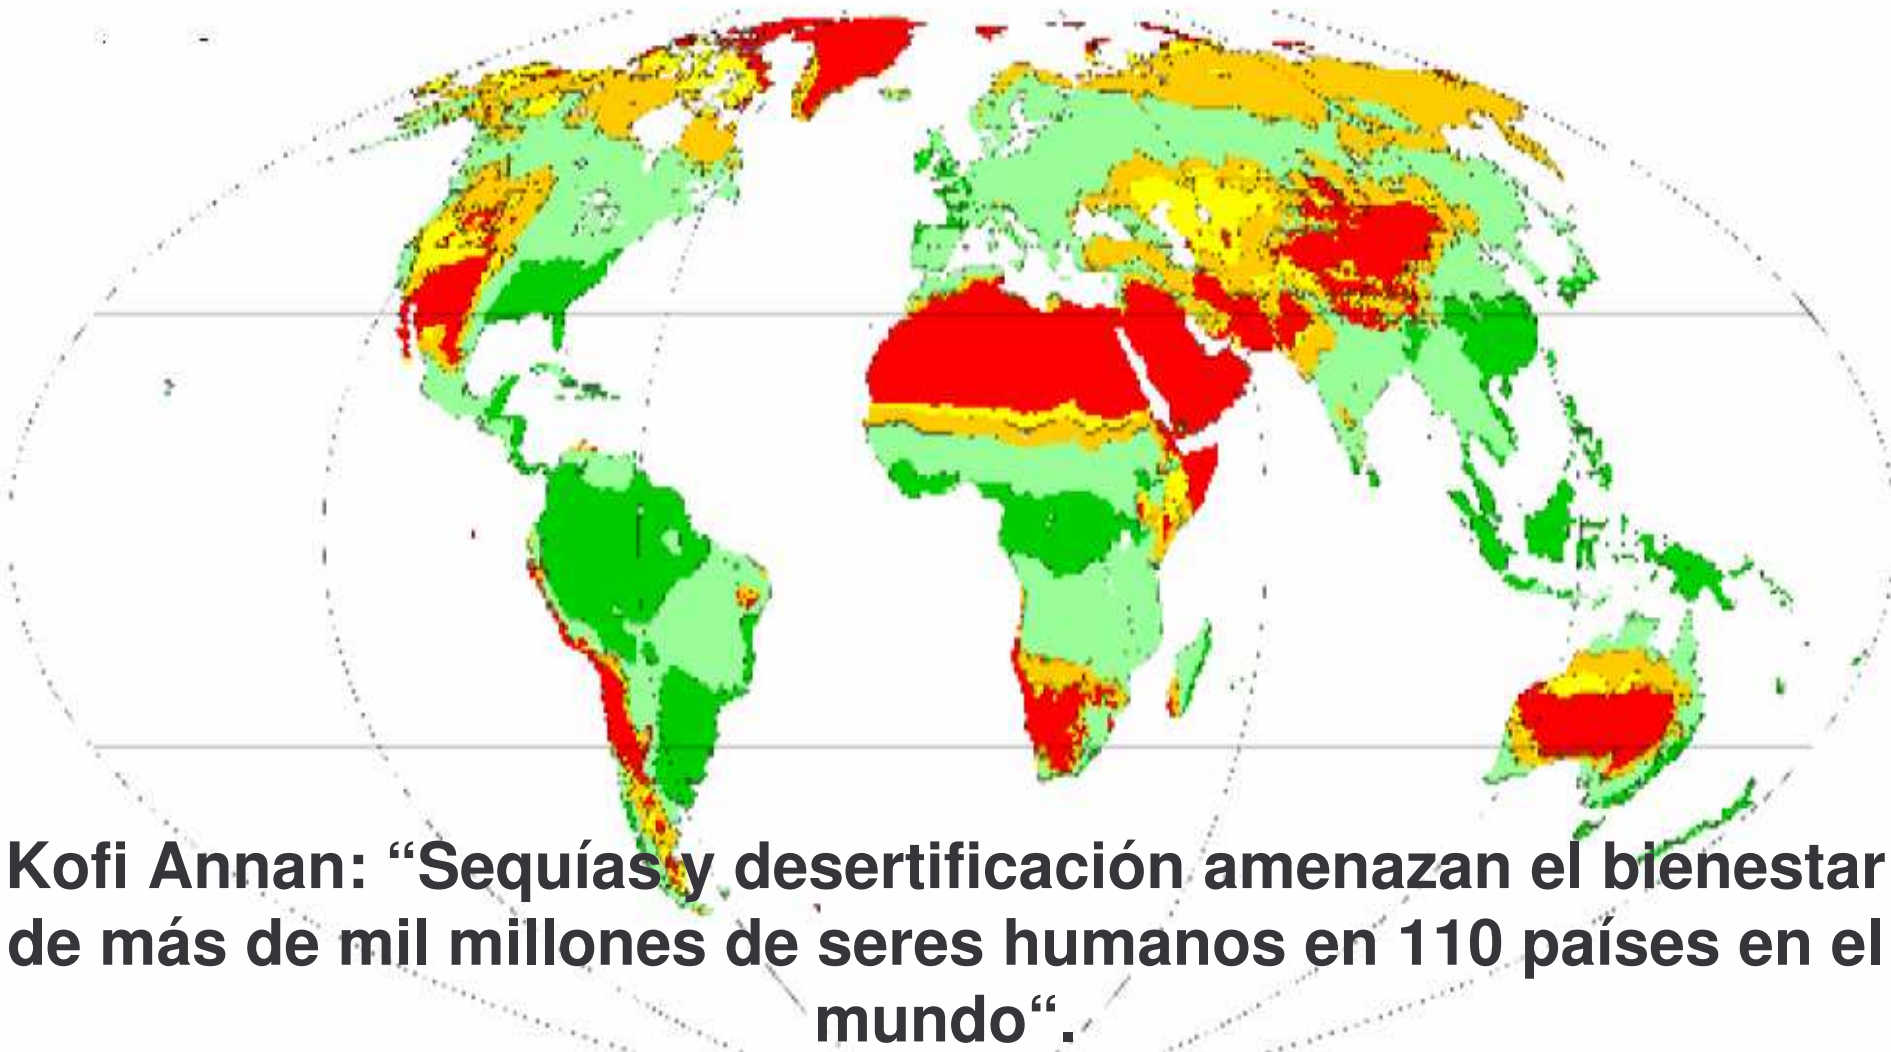 Kofi Annan: “Sequías y desertificación amenazan el bienestar
de más de mil millones de seres humanos en 110 países en el
mundo“.